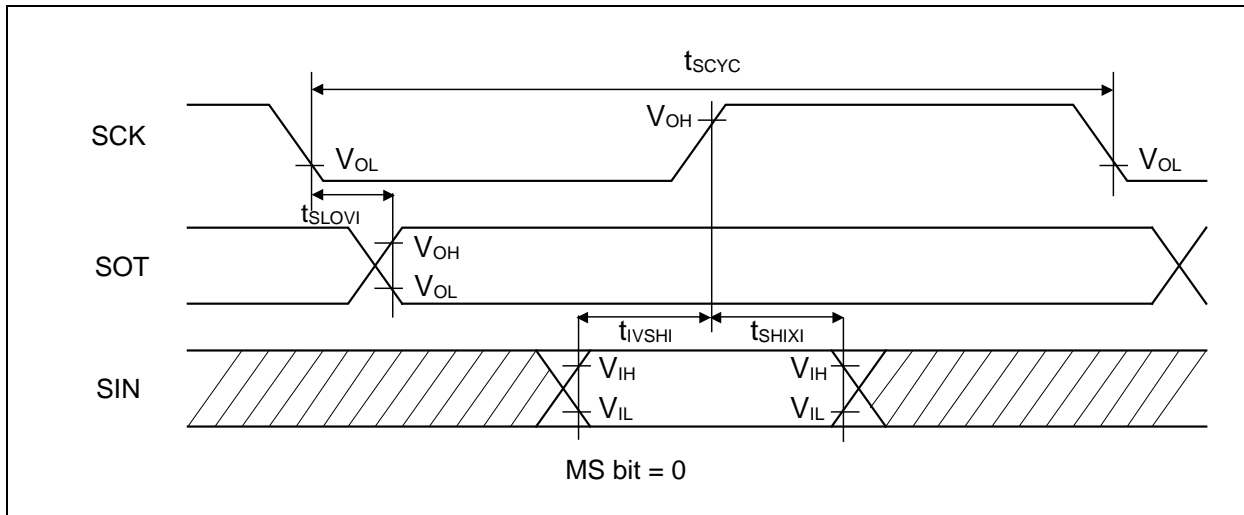 tSCYC
SCK
VOH
VOL
VOL
tSLOVI
SOT
VOH
VOL
tIVSHI
tSHIXI
SIN
VIH
VIH
VIL
VIL
MS bit = 0